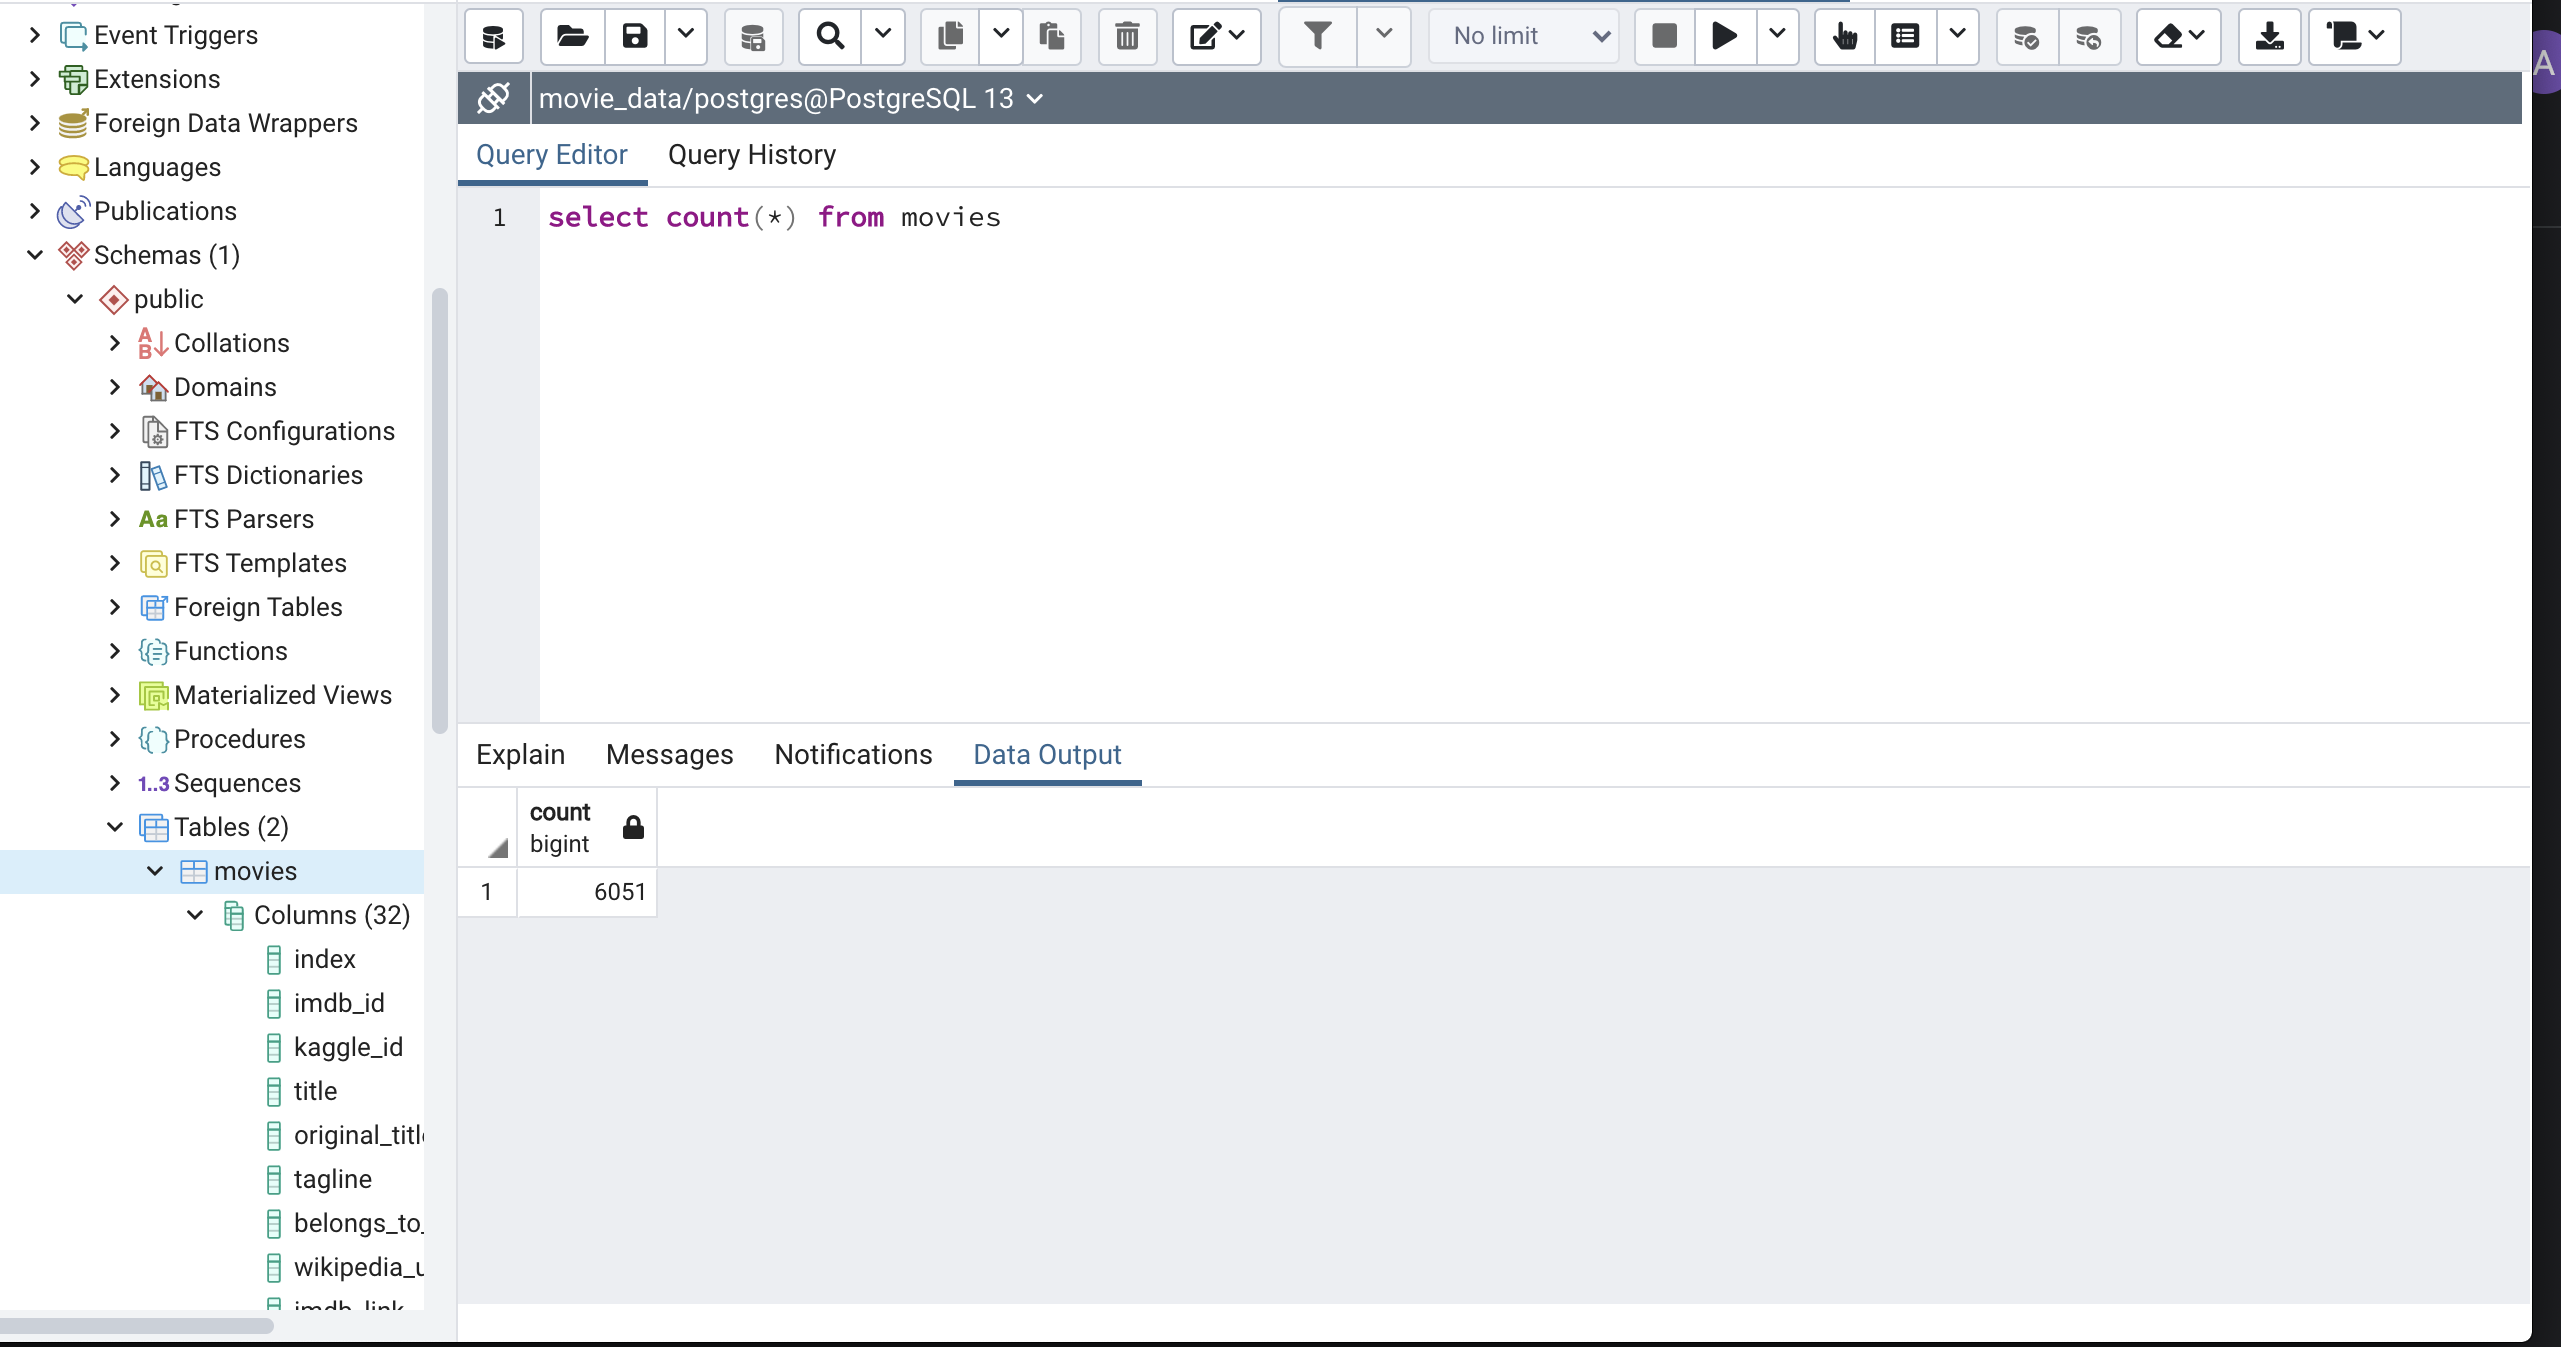 Event Triggers
Extensions
Foreign Data Wrappers
Languages
Publications
Schemas (1)
public
Collations
Domains
FTS Configurations
FTS Dictionaries
Aa FTS Parsers
FTS Templates
Foreign Tables
Functions
Materialized Views
Procedures
1..3 Sequences
Tables (2)
movies
Columns (32)
index
imdb_id
kaggle_id
title
original_titl
tagline
belongs_to_
wikipedia_u
imdb_link
No limit
A
movie_data/postgres@PostgreSQL 13
Query Editor Query History
1 select count(*) from movies
Explain Messages Notifications Data Output
count
bigint
1 6051